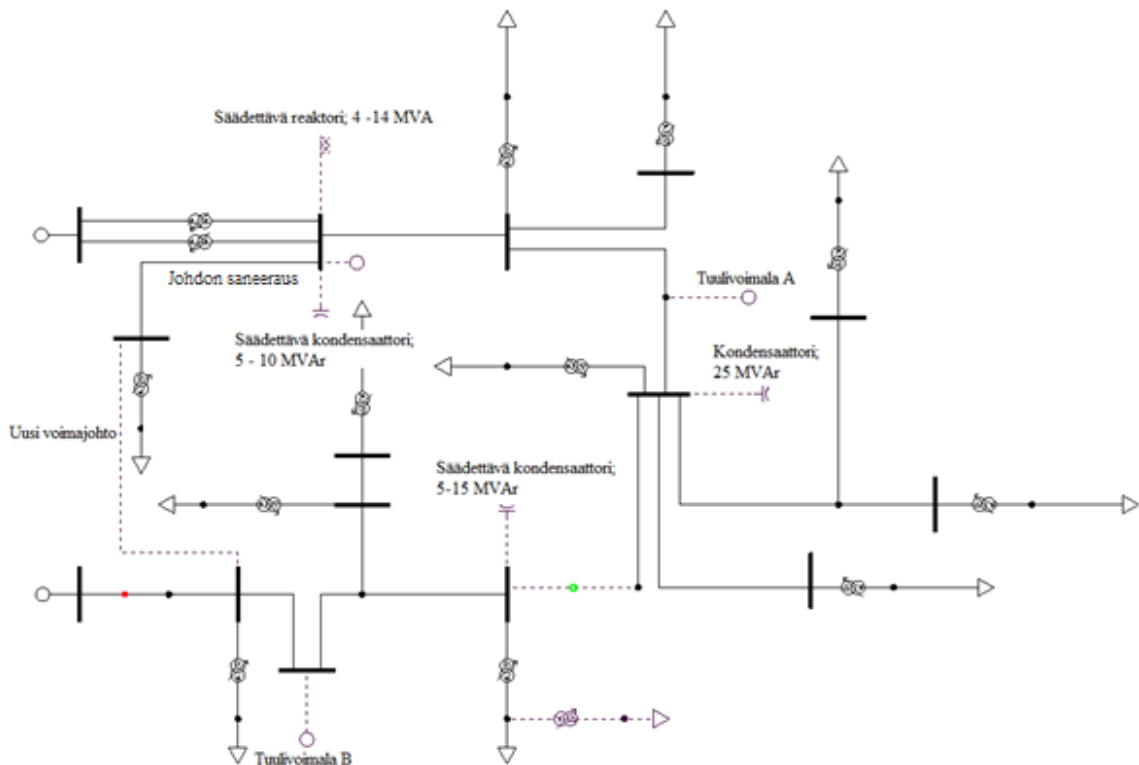 Säädettävä reaktori; 4 -14 MVA
Johdon saneeraus
Tuulivoimala A
Säädettävä kondensaattori;
5 - 10 MVAr
Kondensaattori;
25 MVAr
Uusi voimajohto
Säädettävä kondensaattori;
5-15 MVAr
Tuulivoimala B